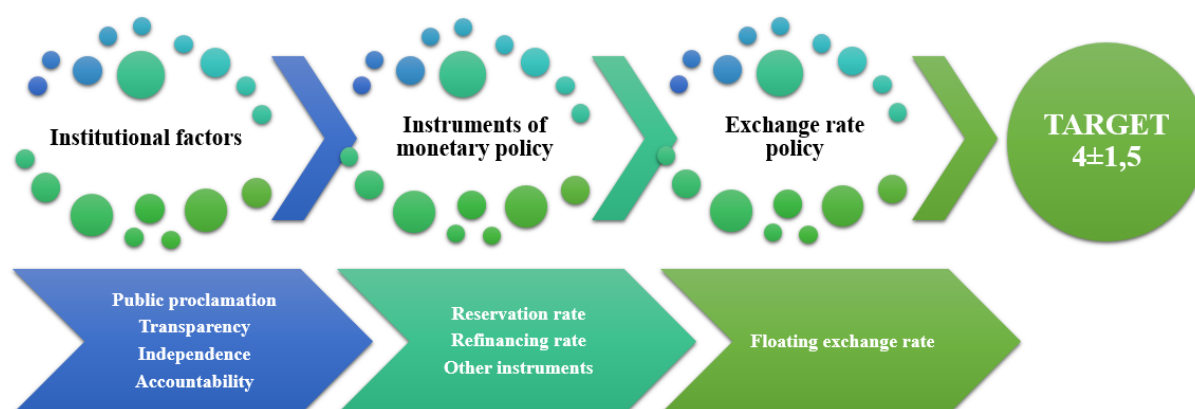 Institutional factors
Instruments of
monetary policy
Exchange rate
policy
TARGET
4±1,5
Public proclamation
Transparency
Independence
Accountability
Reservation rate
Refinancing rate
Other instruments
Floating exchange rate